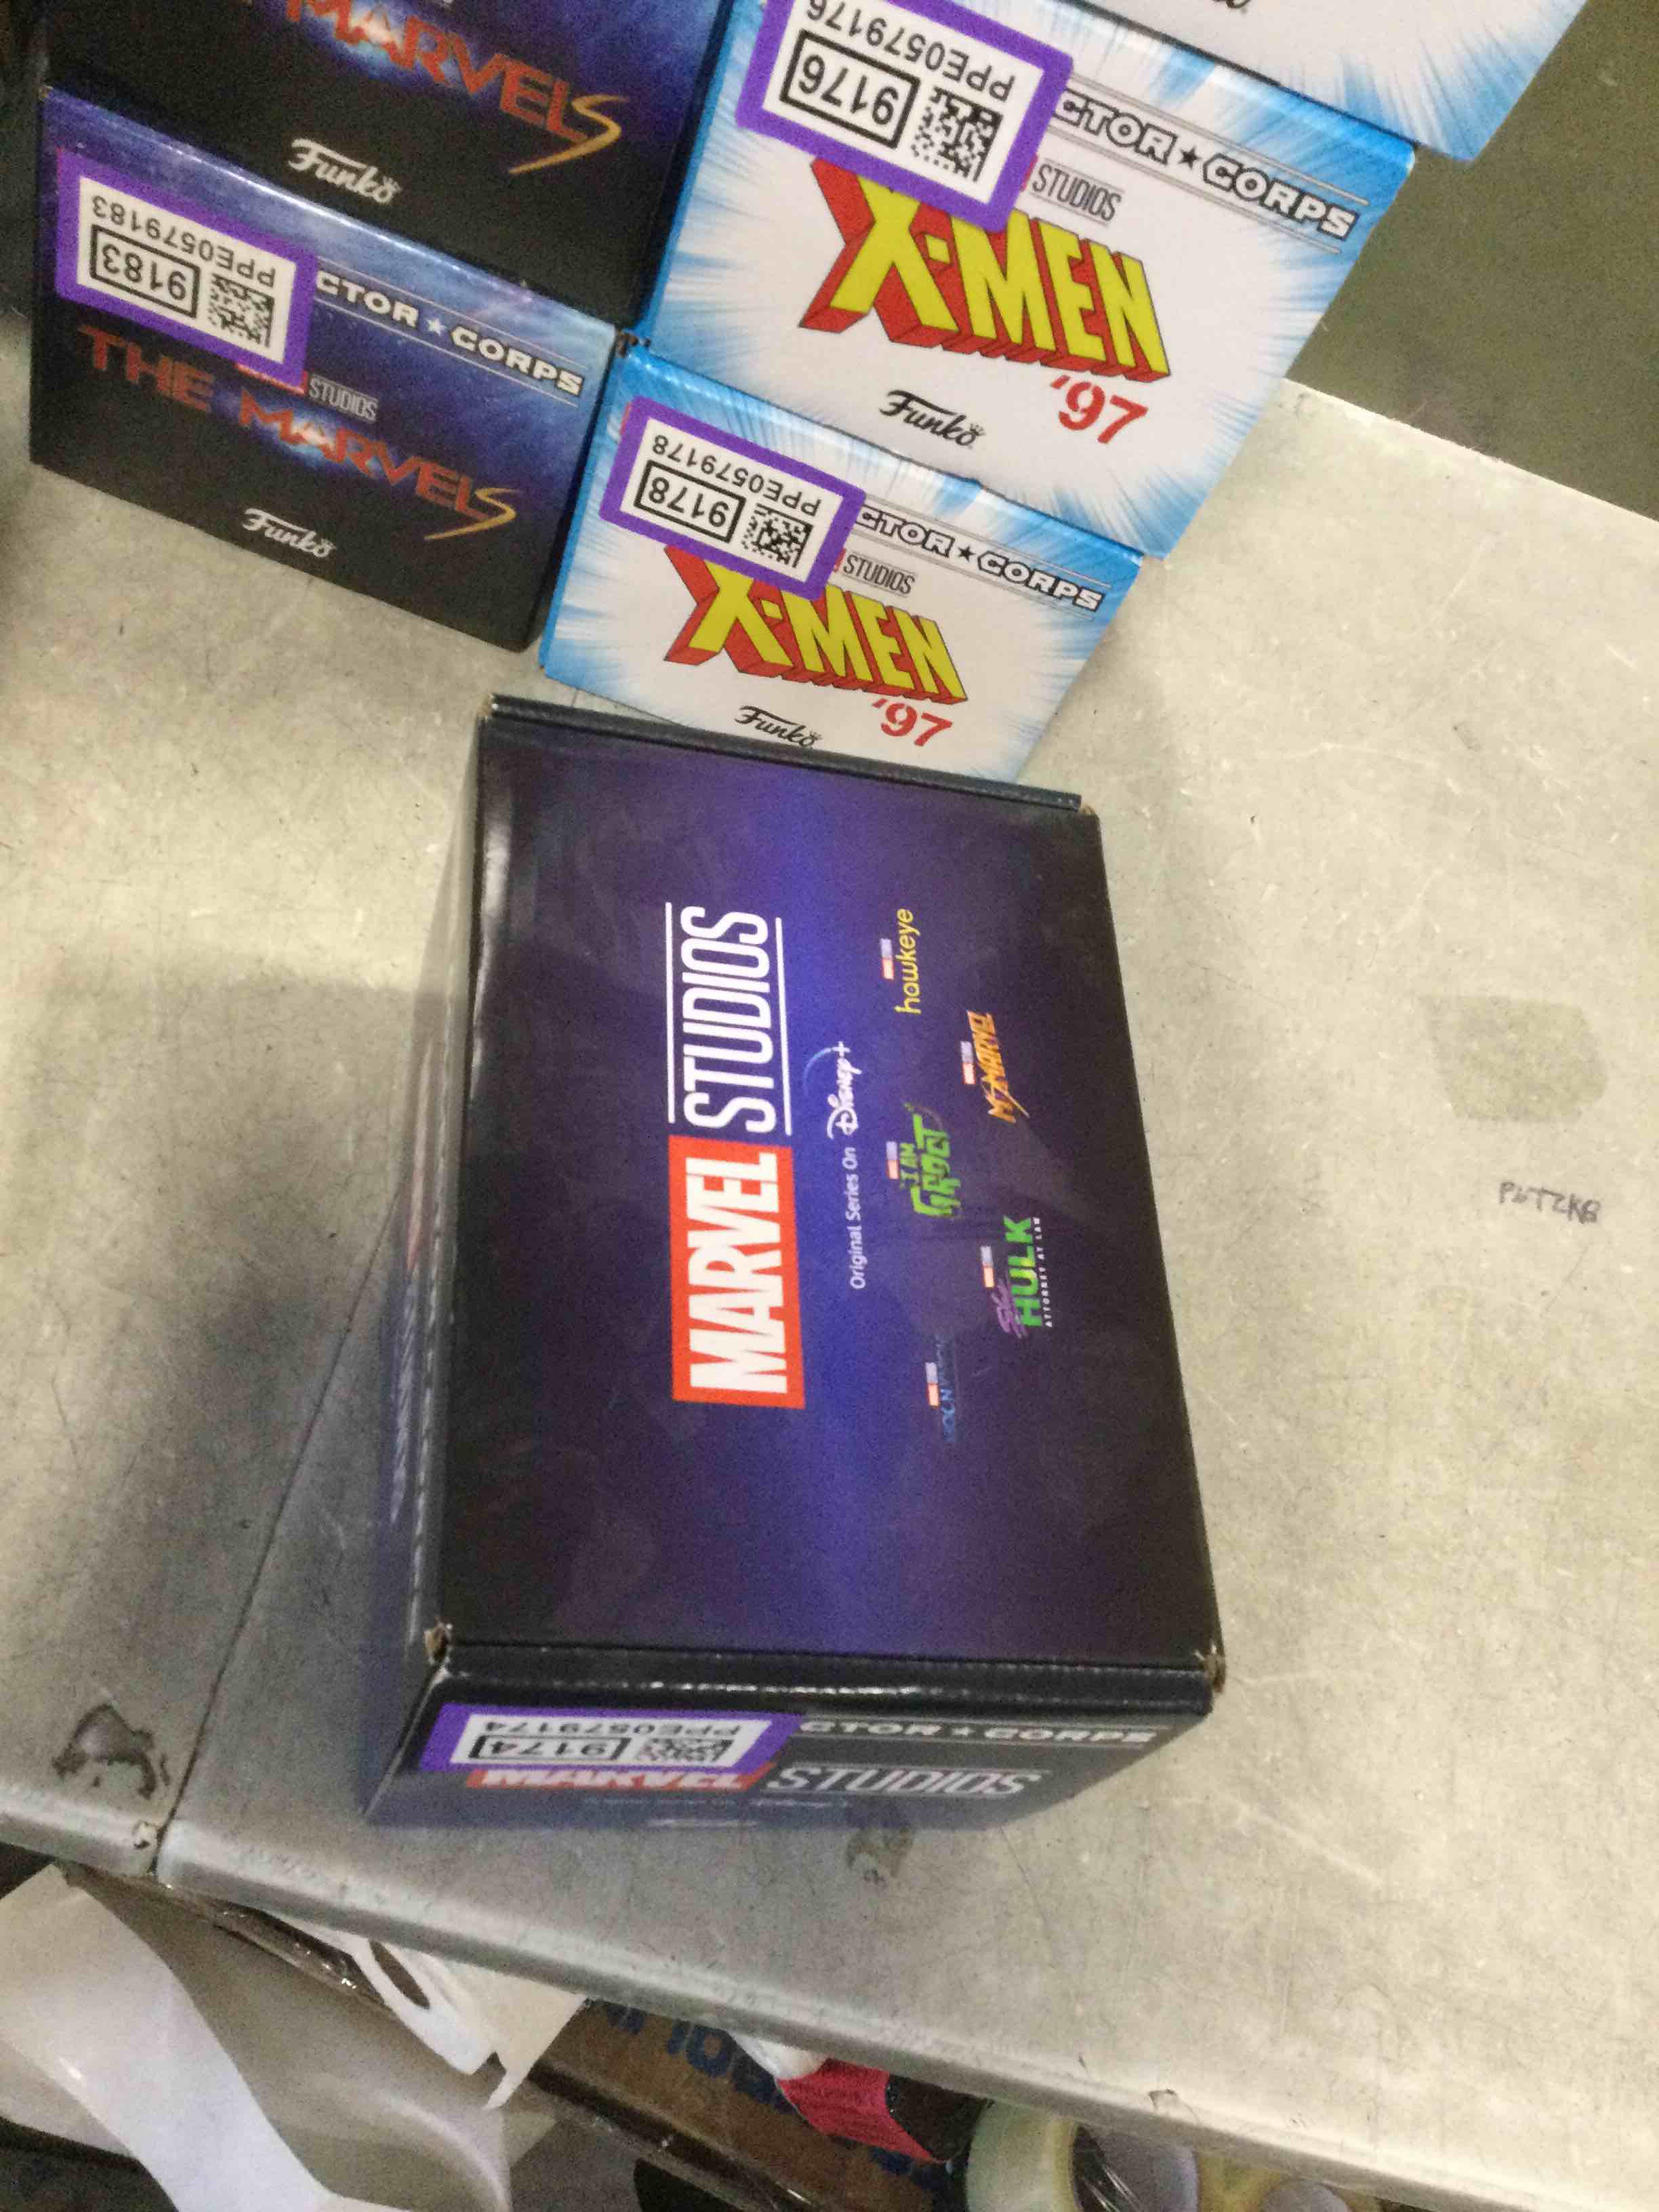 MARVELS
Funko
9183
PPE0579183
CTOR ★ CORPS
STUDIOS
THE MARVELS
Funko
9176
PPE0579176
CTOR ★ CORPS
STUDIOS
X-MEN
'97
Funko
9178
PPE0579178
CTOR ★ CORPS
STUDIOS
X-MEN
'97
Funko
MARVEL STUDIOS
Original Series On Disney+
I AM
GROOT
hawkeye
She
HULK
ATTORNEY AT LAW
MS MARVEL
9174
PPE0579174
CTOR ★ CORPS
MARVEL STUDIOS